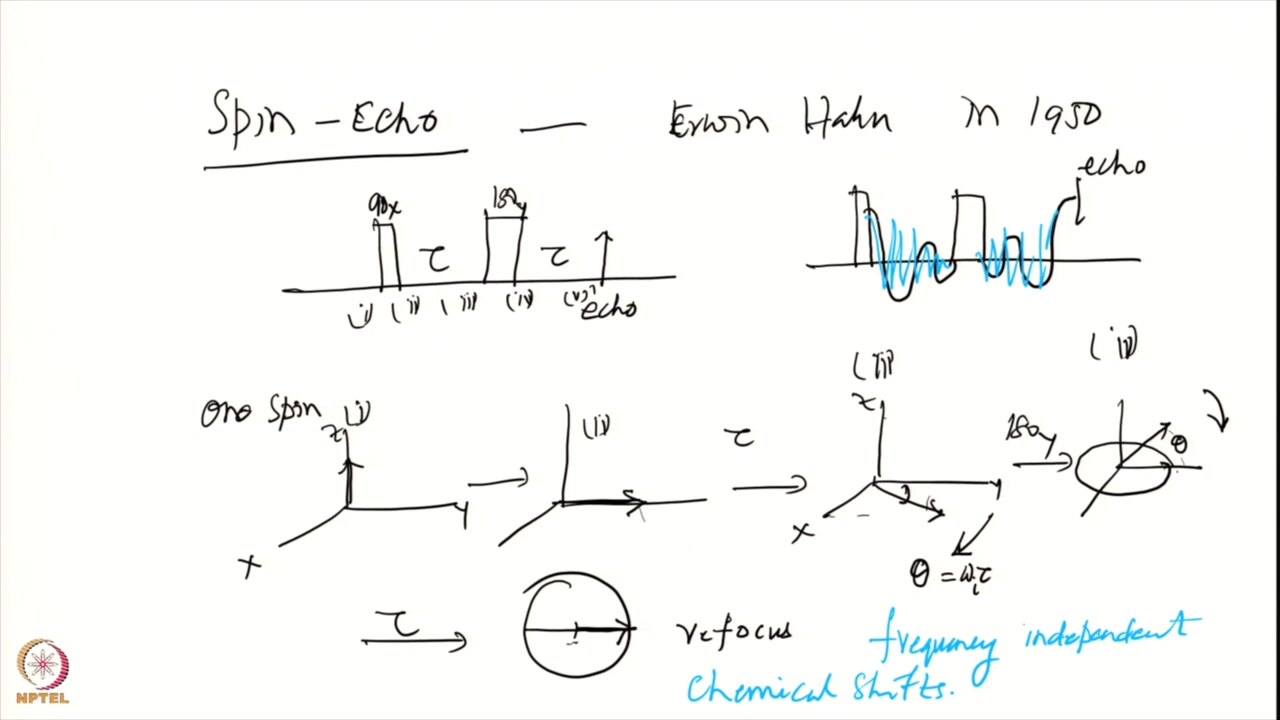 Spin - Echo — Erwin Hahn in 1950
echo
90x 180y
τ τ
(i) (ii) (iii) (iv) (v)
echo
(iii) (iv)
One spin (i) (ii)
z y x
τ
z y x
180y
θ
θ = ωiτ
τ refocus frequency independent
chemical shifts.
NPTEL